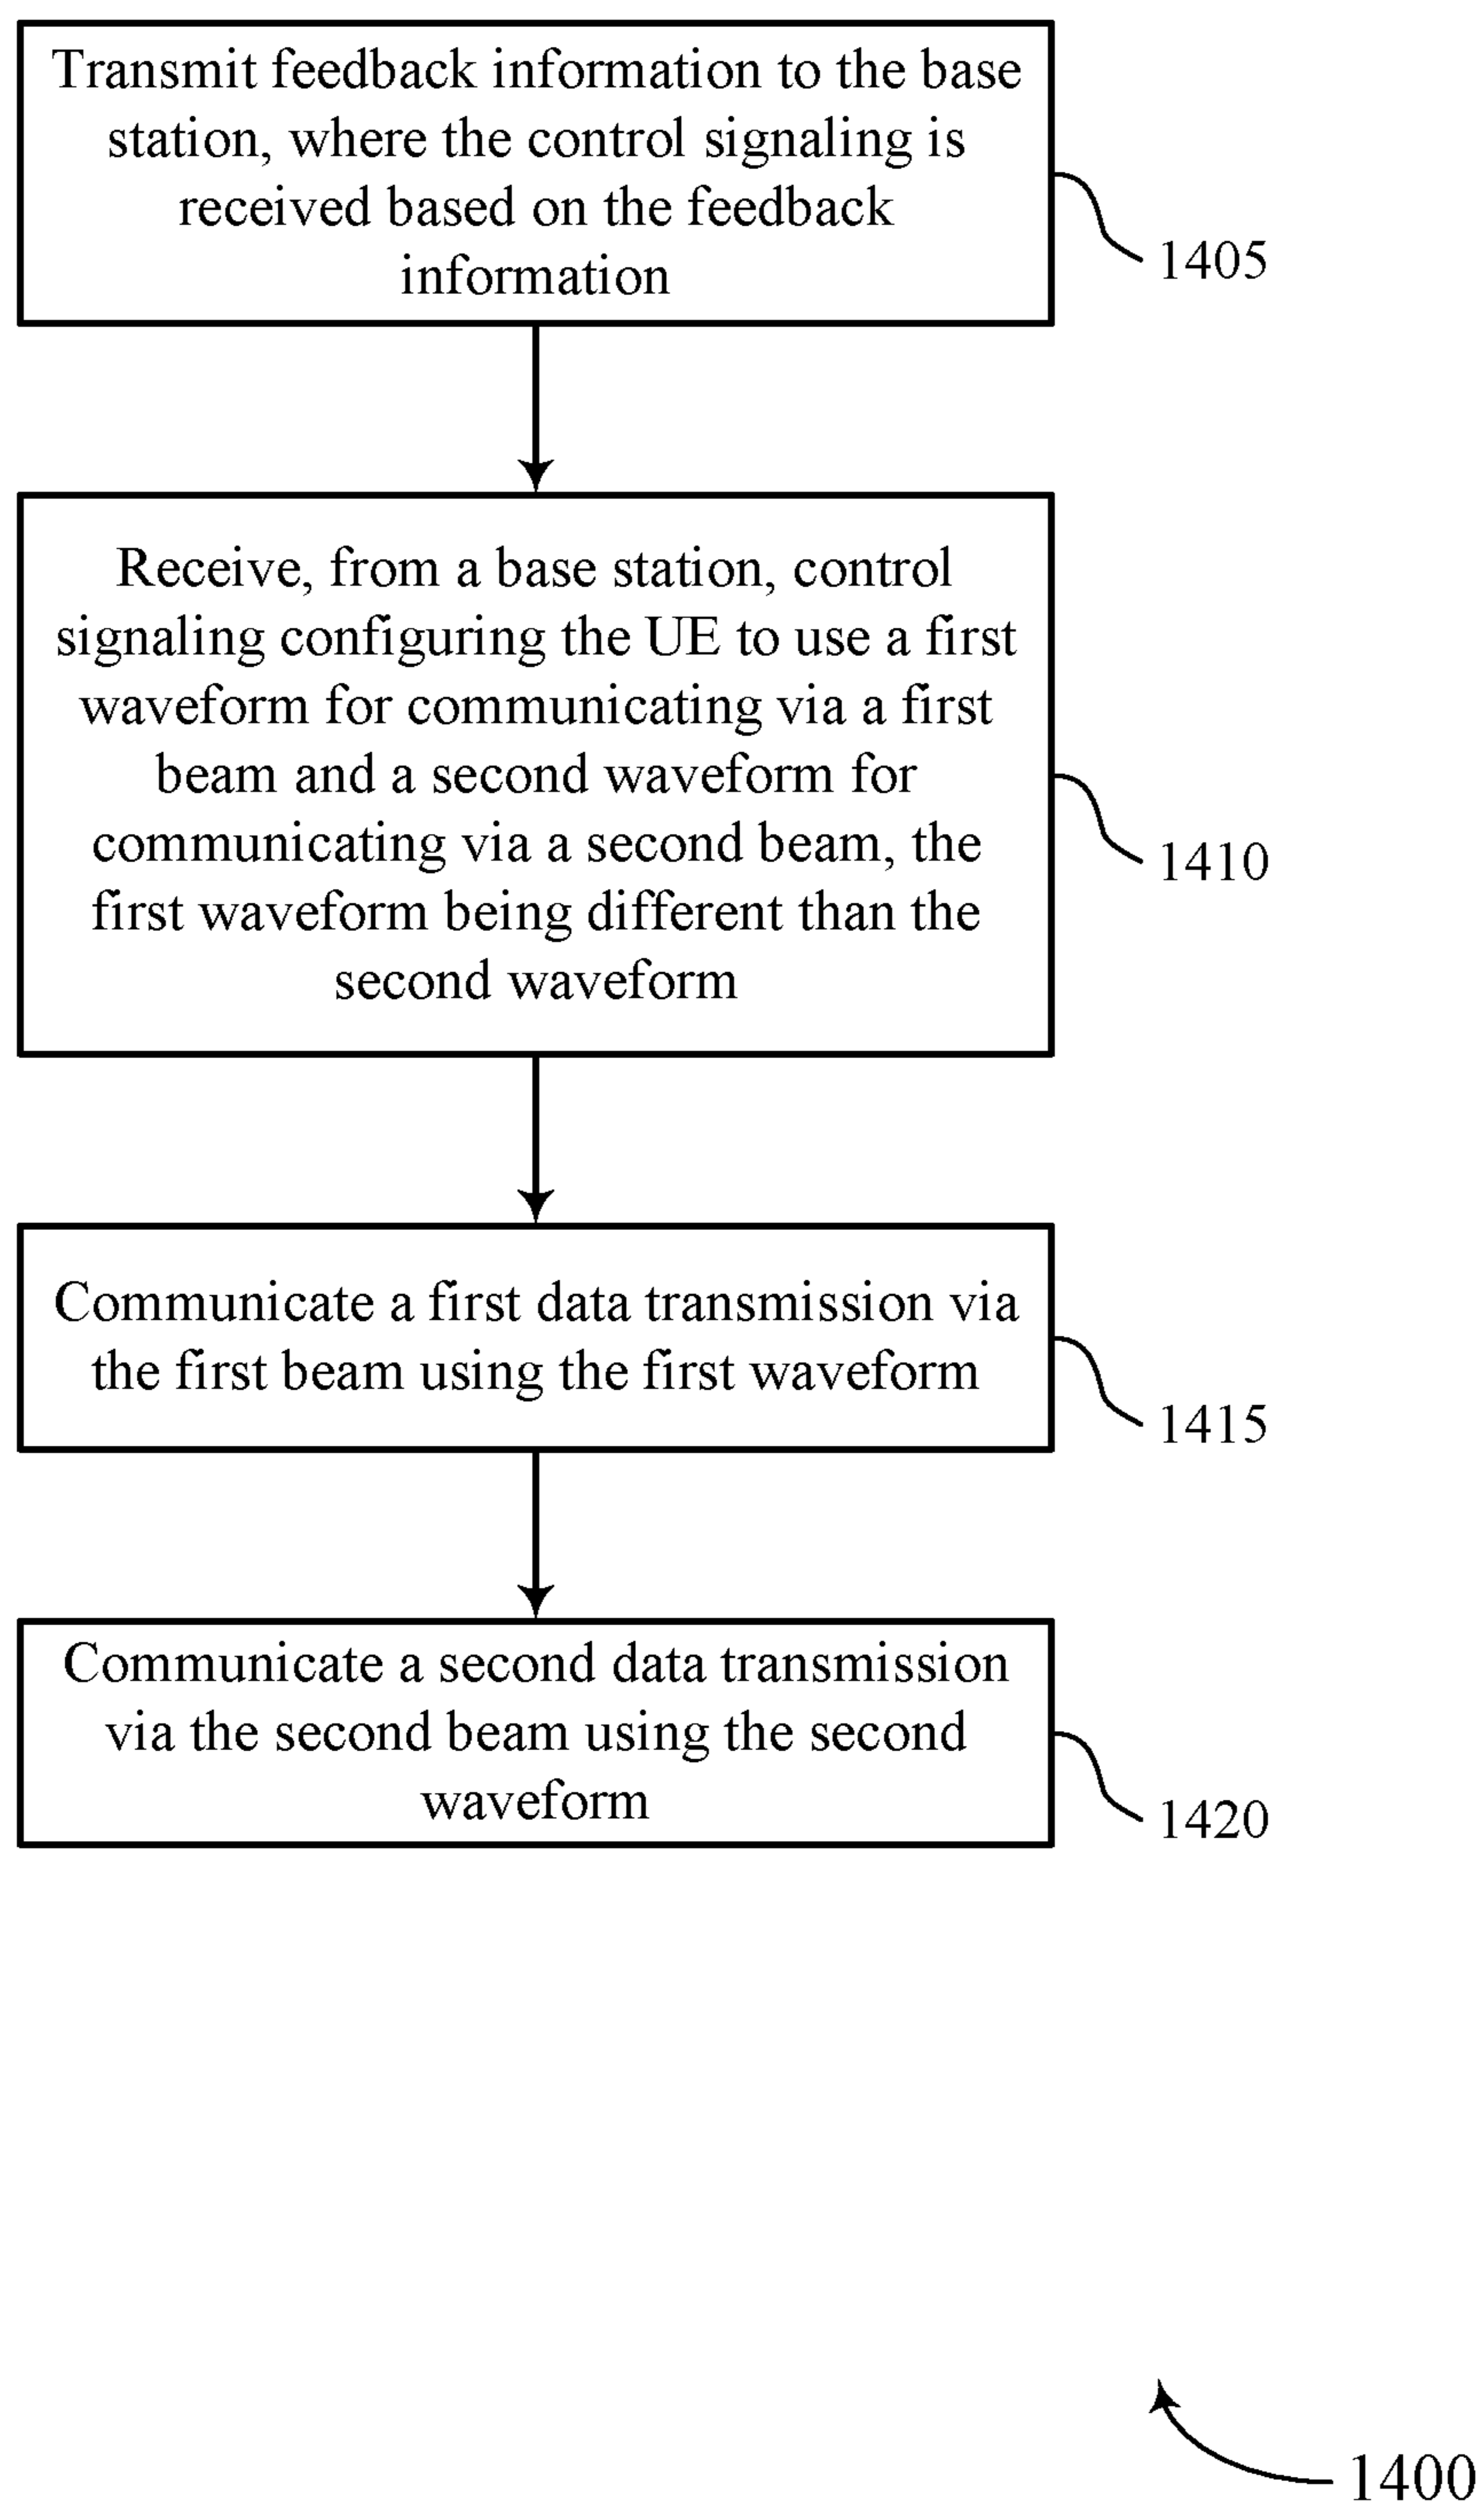 Transmit feedback information to the base
station, where the control signaling is
received based on the feedback
information
1405
Receive, from a base station, control
signaling configuring the UE to use a first
waveform for communicating via a first
beam and a second waveform for
communicating via a second beam, the
first waveform being different than the
second waveform
1410
Communicate a first data transmission via
the first beam using the first waveform
1415
Communicate a second data transmission
via the second beam using the second
waveform
1420
1400